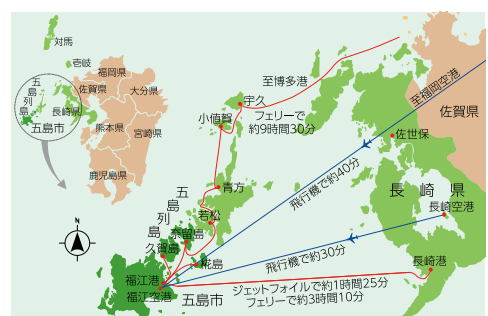 対馬
壱岐
福岡県
佐賀県
大分県
長崎県
五島列島
五島市
熊本県
宮崎県
鹿児島県
至博多港
宇久
フェリーで
約9時間30分
小値賀
至福岡空港
佐賀県
佐世保
飛行機で約40分
長崎県
長崎空港
青方
五島列島
若松
奈留島
久賀島
椛島
飛行機で約30分
長崎港
N
福江港
福江空港
五島市
ジェットフォイルで約1時間25分
フェリーで約3時間10分